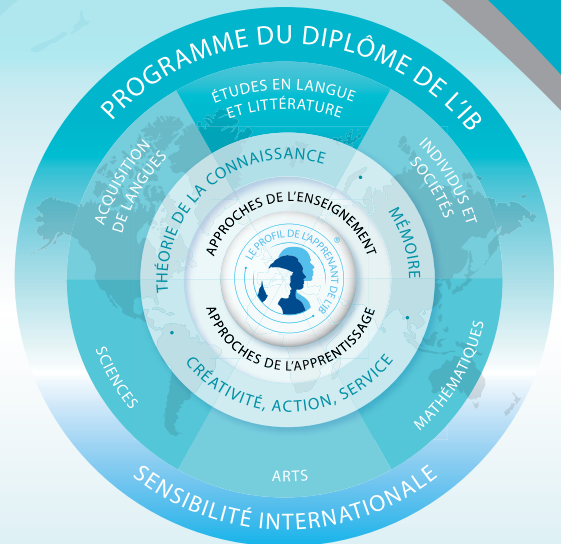 PROGRAMME DU DIPLÔME DE L'IB
ÉTUDES EN LANGUE
ET LITTÉRATURE
ACQUISITION
DE LANGUES
INDIVIDUS ET
SOCIÉTÉS
THÉORIE DE LA CONNAISSANCE
MÉMOIRE
APPROCHES DE L'ENSEIGNEMENT
LE PROFIL DE L'APPRENANT DE L'IB
®
APPROCHES DE L'APPRENTISSAGE
CRÉATIVITÉ, ACTION, SERVICE
SCIENCES
MATHÉMATIQUES
ARTS
SENSIBILITÉ INTERNATIONALE